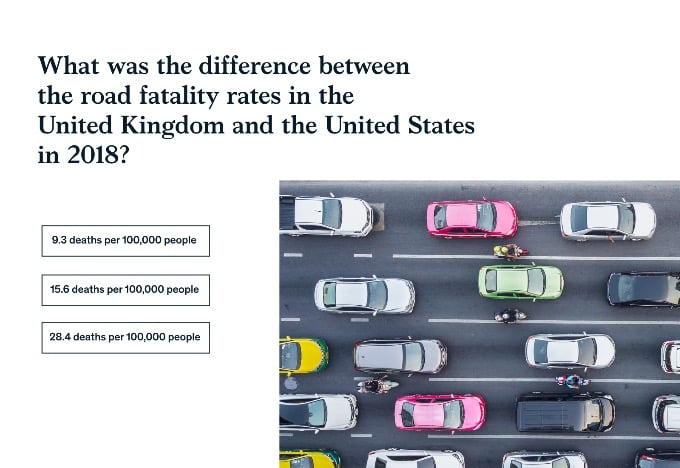 What was the difference between
the road fatality rates in the
United Kingdom and the United States
in 2018?
9.3 deaths per 100,000 people
15.6 deaths per 100,000 people
28.4 deaths per 100,000 people